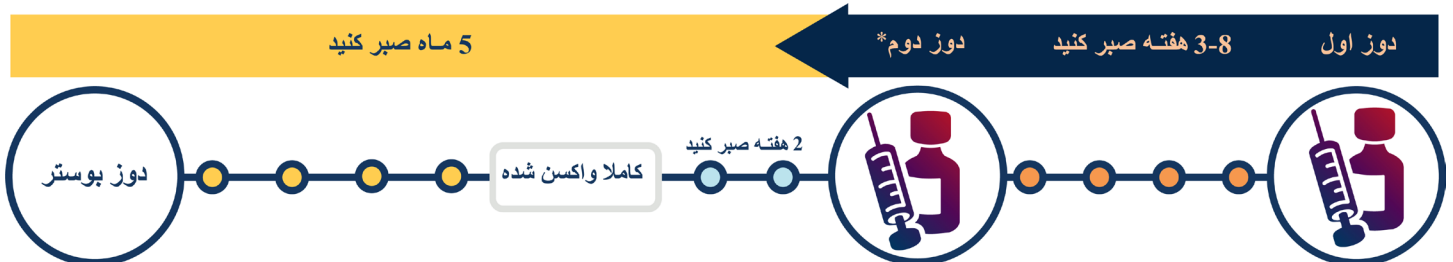 دوز اول
3-8 هفته صبر کنید
دوز دوم*
5 ماه صبر کنید
2 هفته صبر کنید
کاملا واکسن شده
دوز بوستر